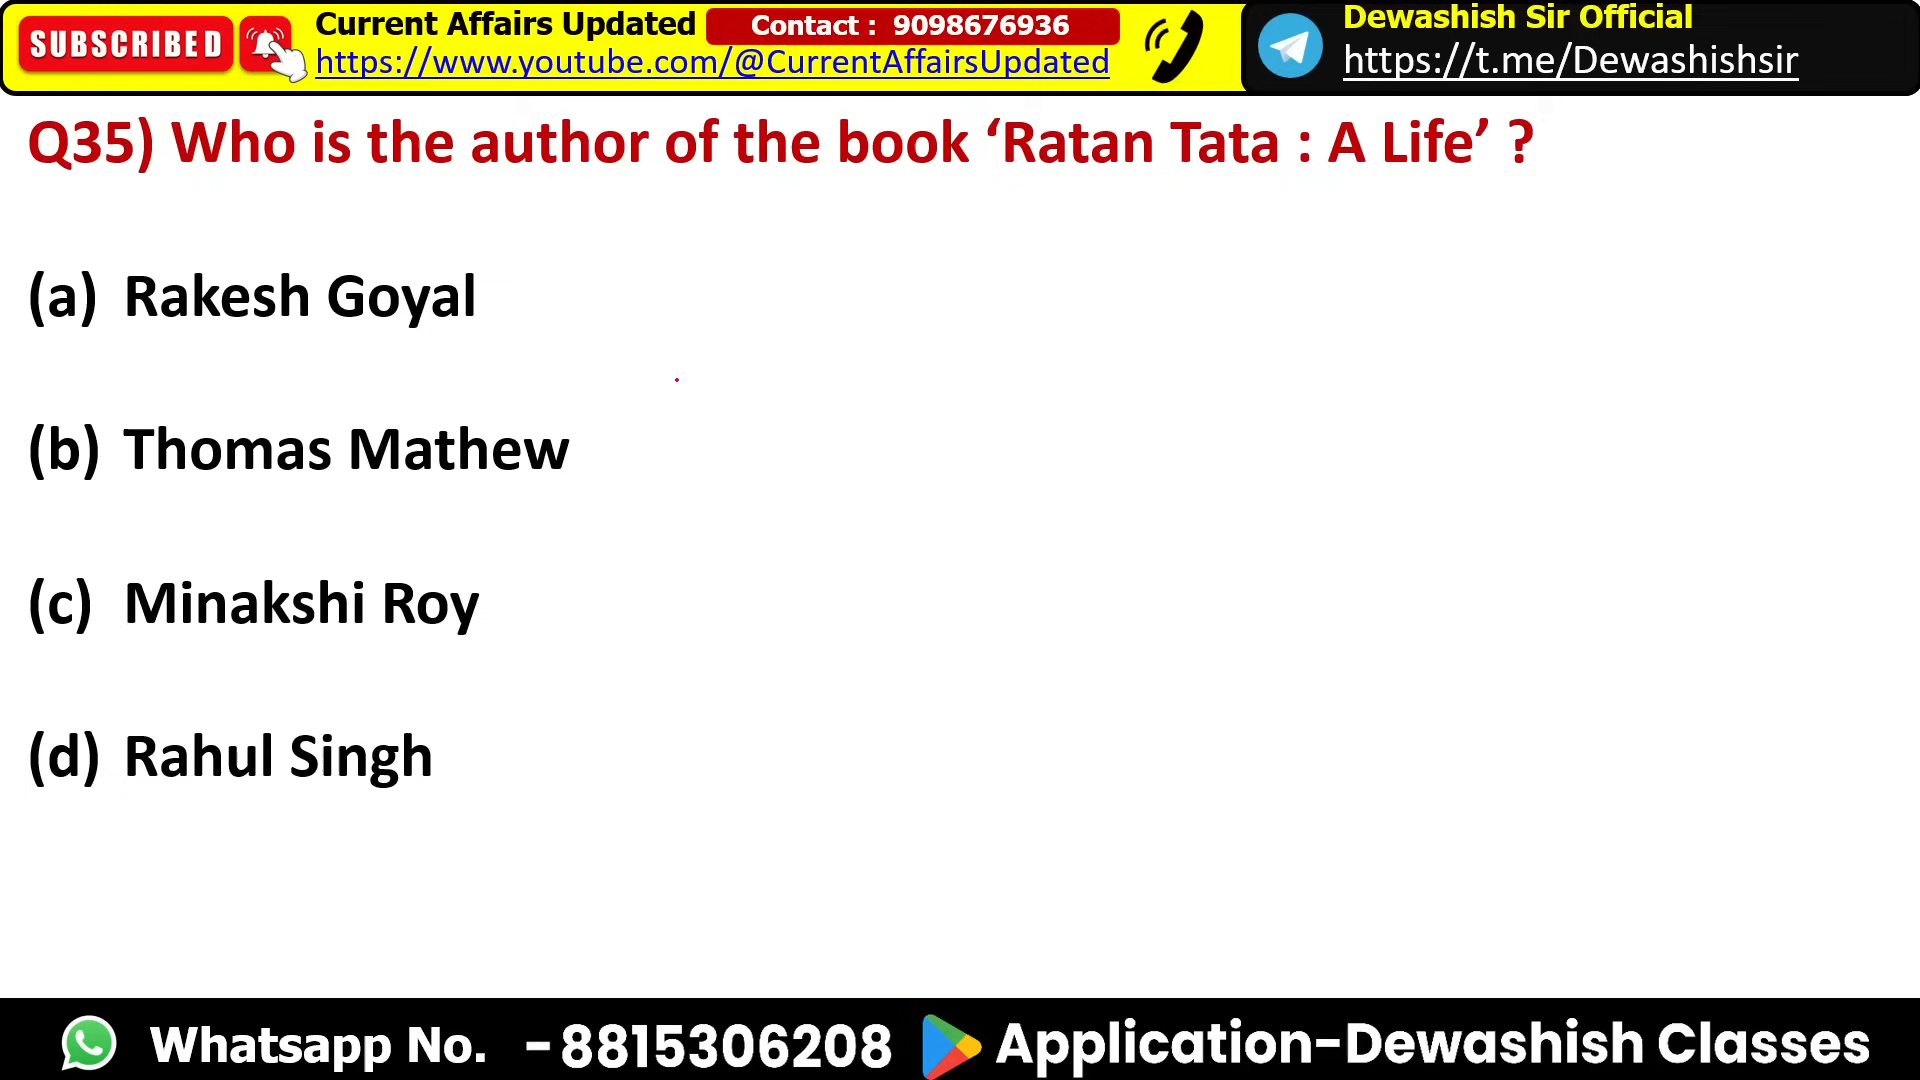 SUBSCRIBED
Current Affairs Updated
Contact : 9098676936
https://www.youtube.com/@CurrentAffairsUpdated
Dewashish Sir Official
https://t.me/Dewashishsir
Q35) Who is the author of the book ‘Ratan Tata : A Life’ ?
(a) Rakesh Goyal
(b) Thomas Mathew
(c) Minakshi Roy
(d) Rahul Singh
Whatsapp No. -8815306208
Application-Dewashish Classes